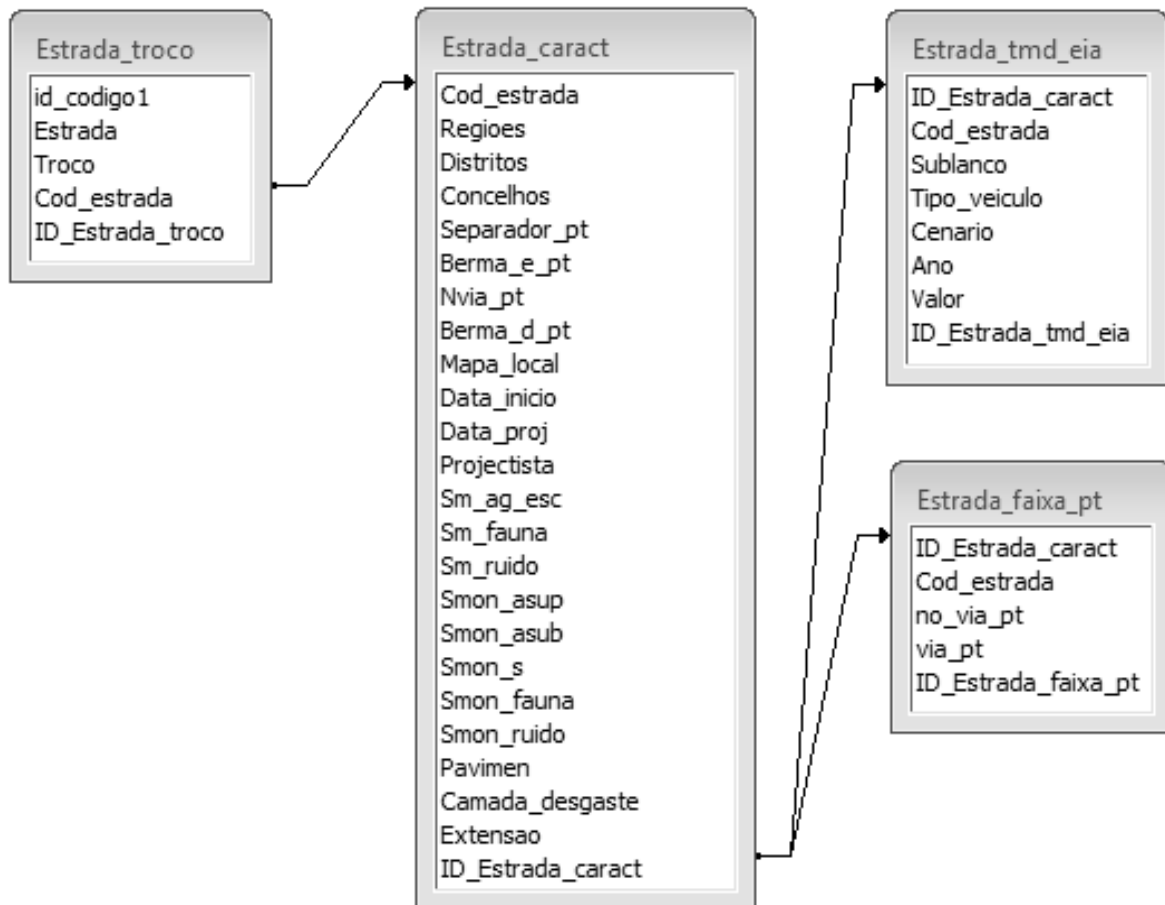 Estrada_troco
id_codigo1
Estrada
Troco
Cod_estrada
ID_Estrada_troco
Estrada_caract
Cod_estrada
Regioes
Distritos
Concelhos
Separador_pt
Berma_e_pt
Nvia_pt
Berma_d_pt
Mapa_local
Data_inicio
Data_proj
Projectista
Sm_ag_esc
Sm_fauna
Sm_ruido
Smon_asup
Smon_asub
Smon_s
Smon_fauna
Smon_ruido
Pavimen
Camada_desgaste
Extensao
ID_Estrada_caract
Estrada_tmd_eia
ID_Estrada_caract
Cod_estrada
Sublanco
Tipo_veiculo
Cenario
Ano
Valor
ID_Estrada_tmd_eia
Estrada_faixa_pt
ID_Estrada_caract
Cod_estrada
no_via_pt
via_pt
ID_Estrada_faixa_pt